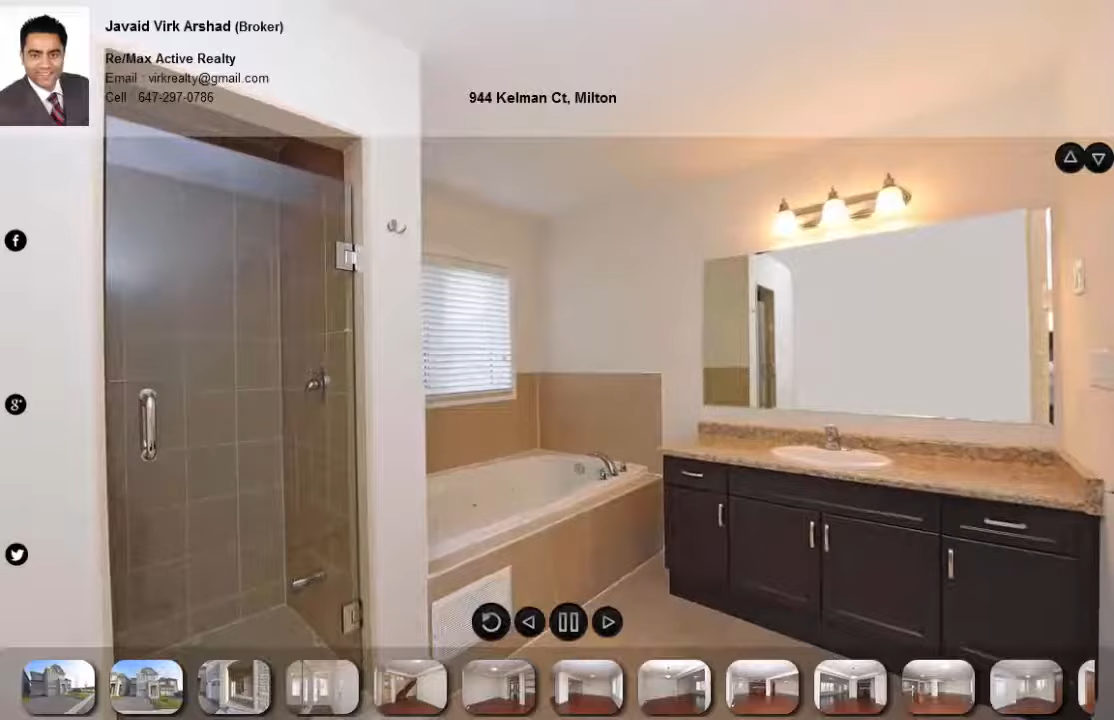 Javaid Virk Arshad (Broker)
Re/Max Active Realty
Email : virkrealty@gmail.com
Cell 647-297-0786
944 Kelman Ct, Milton